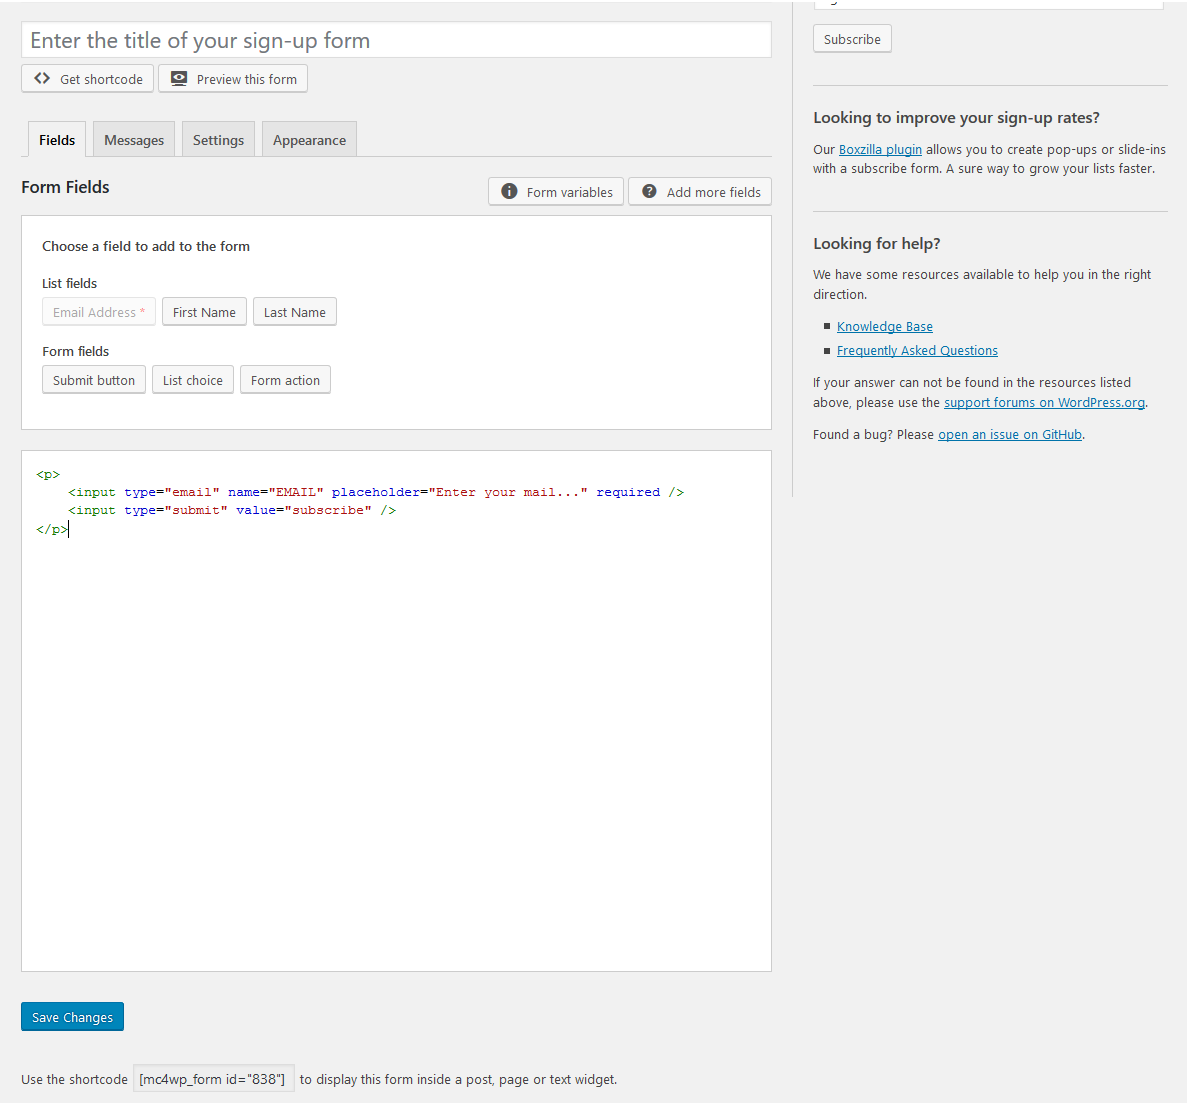 Enter the title of your sign-up form
Get shortcode
Preview this form
Fields
Messages
Settings
Appearance
Form Fields
Form variables
Add more fields
Choose a field to add to the form
List fields
Email Address *
First Name
Last Name
Form fields
Submit button
List choice
Form action
<p>
<input type="email" name="EMAIL" placeholder="Enter your mail..." required />
<input type="submit" value="subscribe" />
</p>
Save Changes
Use the shortcode [mc4wp_form id="838"] to display this form inside a post, page or text widget.
Subscribe
Looking to improve your sign-up rates?
Our Boxzilla plugin allows you to create pop-ups or slide-ins
with a subscribe form. A sure way to grow your lists faster.
Looking for help?
We have some resources available to help you in the right
direction.
Knowledge Base
Frequently Asked Questions
If your answer can not be found in the resources listed
above, please use the support forums on WordPress.org.
Found a bug? Please open an issue on GitHub.